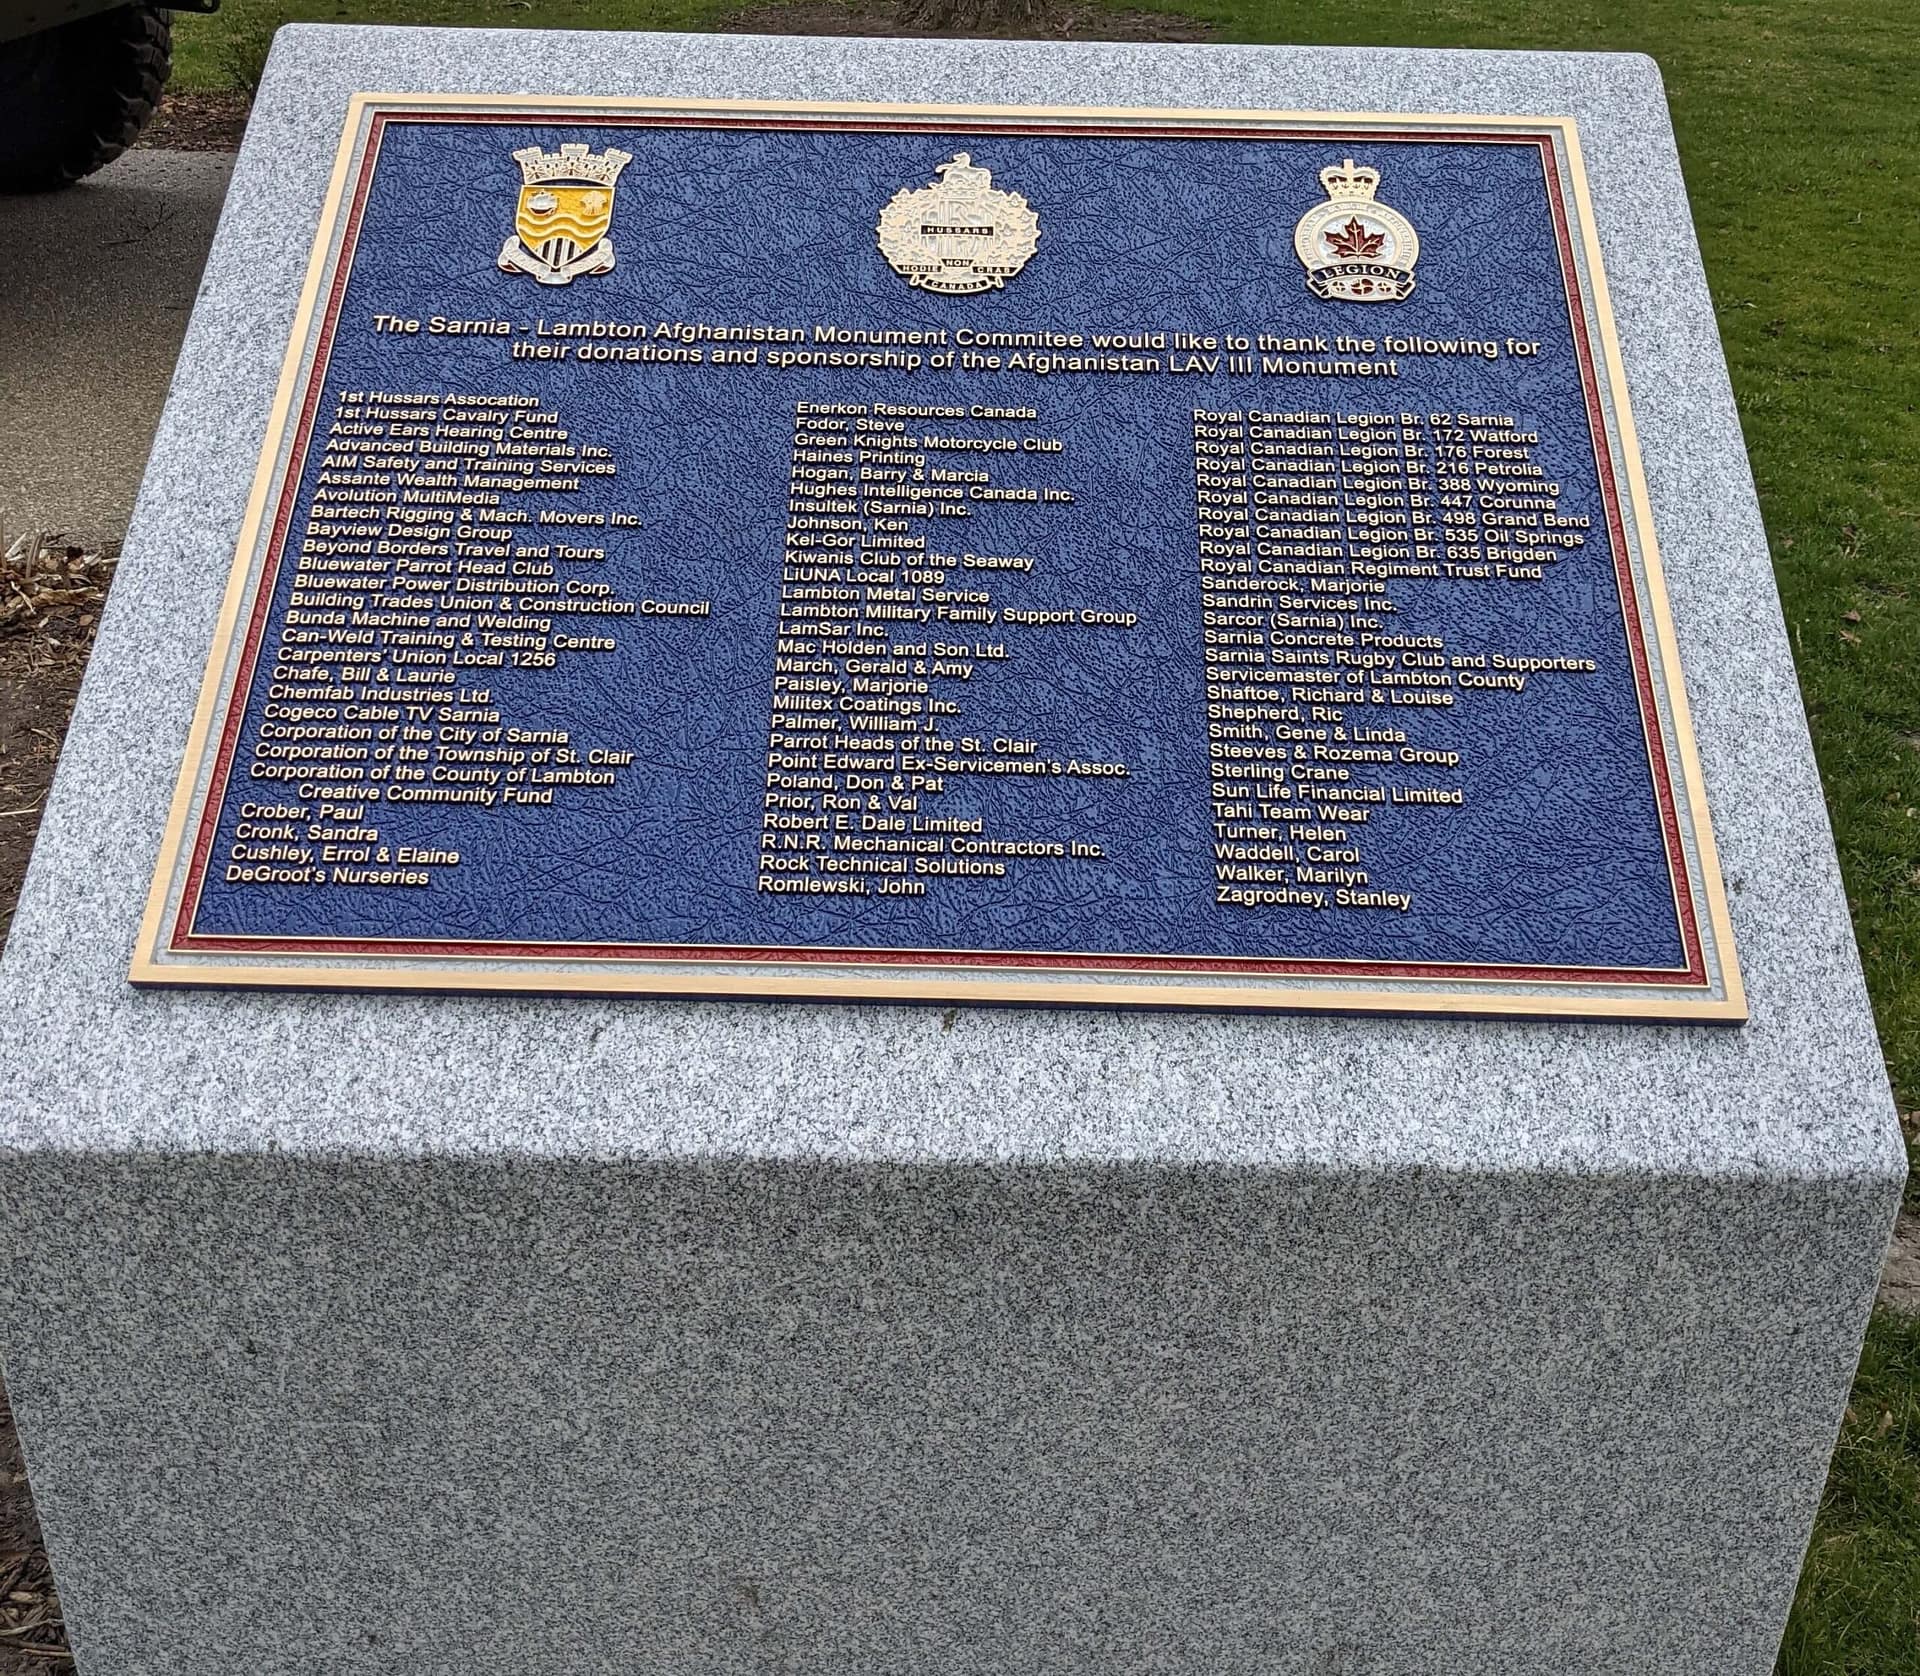 HUSSARS
HODIE NON CRAS
CANADA
LEGION
The Sarnia - Lambton Afghanistan Monument Commitee would like to thank the following for
their donations and sponsorship of the Afghanistan LAV III Monument
1st Hussars Assocation
1st Hussars Cavalry Fund
Active Ears Hearing Centre
Advanced Building Materials Inc.
AIM Safety and Training Services
Assante Wealth Management
Avolution MultiMedia
Bartech Rigging & Mach. Movers Inc.
Bayview Design Group
Beyond Borders Travel and Tours
Bluewater Parrot Head Club
Bluewater Power Distribution Corp.
Building Trades Union & Construction Council
Bunda Machine and Welding
Can-Weld Training & Testing Centre
Carpenters' Union Local 1256
Chafe, Bill & Laurie
Chemfab Industries Ltd.
Cogeco Cable TV Sarnia
Corporation of the City of Sarnia
Corporation of the Township of St. Clair
Corporation of the County of Lambton
Creative Community Fund
Crober, Paul
Cronk, Sandra
Cushley, Errol & Elaine
DeGroot's Nurseries
Enerkon Resources Canada
Fodor, Steve
Green Knights Motorcycle Club
Haines Printing
Hogan, Barry & Marcia
Hughes Intelligence Canada Inc.
Insultek (Sarnia) Inc.
Johnson, Ken
Kel-Gor Limited
Kiwanis Club of the Seaway
LiUNA Local 1089
Lambton Metal Service
Lambton Military Family Support Group
LamSar Inc.
Mac Holden and Son Ltd.
March, Gerald & Amy
Paisley, Marjorie
Militex Coatings Inc.
Palmer, William J.
Parrot Heads of the St. Clair
Point Edward Ex-Servicemen's Assoc.
Poland, Don & Pat
Prior, Ron & Val
Robert E. Dale Limited
R.N.R. Mechanical Contractors Inc.
Rock Technical Solutions
Romlewski, John
Royal Canadian Legion Br. 62 Sarnia
Royal Canadian Legion Br. 172 Watford
Royal Canadian Legion Br. 176 Forest
Royal Canadian Legion Br. 216 Petrolia
Royal Canadian Legion Br. 388 Wyoming
Royal Canadian Legion Br. 447 Corunna
Royal Canadian Legion Br. 498 Grand Bend
Royal Canadian Legion Br. 535 Oil Springs
Royal Canadian Legion Br. 635 Brigden
Royal Canadian Regiment Trust Fund
Sanderock, Marjorie
Sandrin Services Inc.
Sarcor (Sarnia) Inc.
Sarnia Concrete Products
Sarnia Saints Rugby Club and Supporters
Servicemaster of Lambton County
Shaftoe, Richard & Louise
Shepherd, Ric
Smith, Gene & Linda
Steeves & Rozema Group
Sterling Crane
Sun Life Financial Limited
Tahi Team Wear
Turner, Helen
Waddell, Carol
Walker, Marilyn
Zagrodney, Stanley